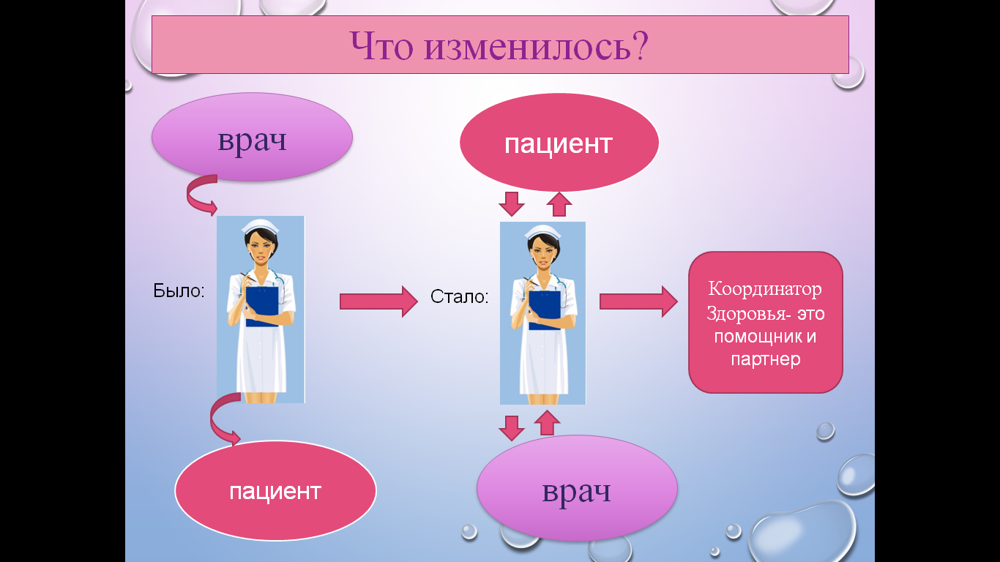 Что изменилось?
врач
пациент
Было:
Стало:
Координатор
Здоровья- это
помощник и
партнер
пациент
врач